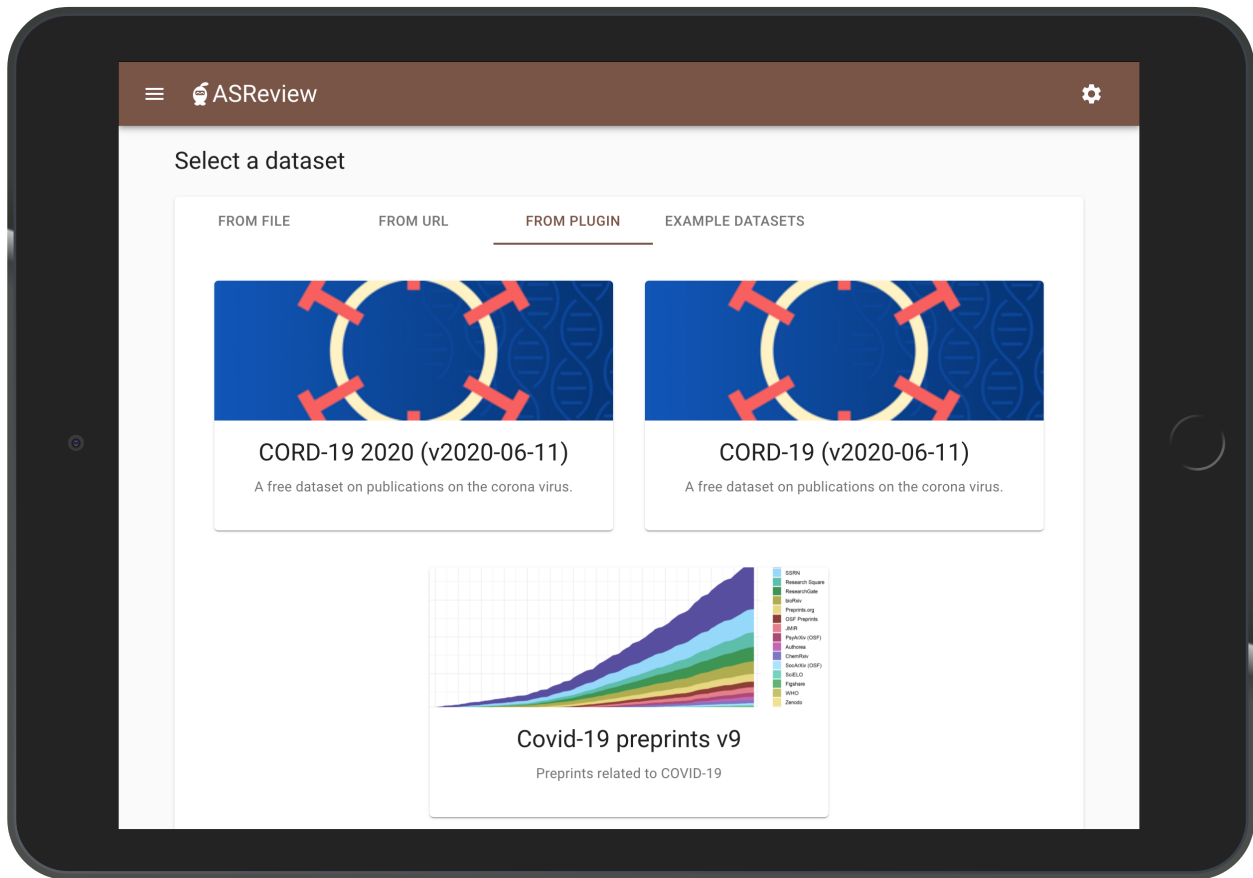 ASReview
Select a dataset
FROM FILE
FROM URL
FROM PLUGIN
EXAMPLE DATASETS
CORD-19 2020 (v2020-06-11)
A free dataset on publications on the corona virus.
CORD-19 (v2020-06-11)
A free dataset on publications on the corona virus.
SSRN
Research Square
ResearchGate
bioRxiv
Preprints.org
OSF Preprints
JMIR
PsyArXiv (OSF)
Authorea
ChemRxiv
SocArXiv (OSF)
SciELO
Figshare
WHO
Zenodo
Covid-19 preprints v9
Preprints related to COVID-19